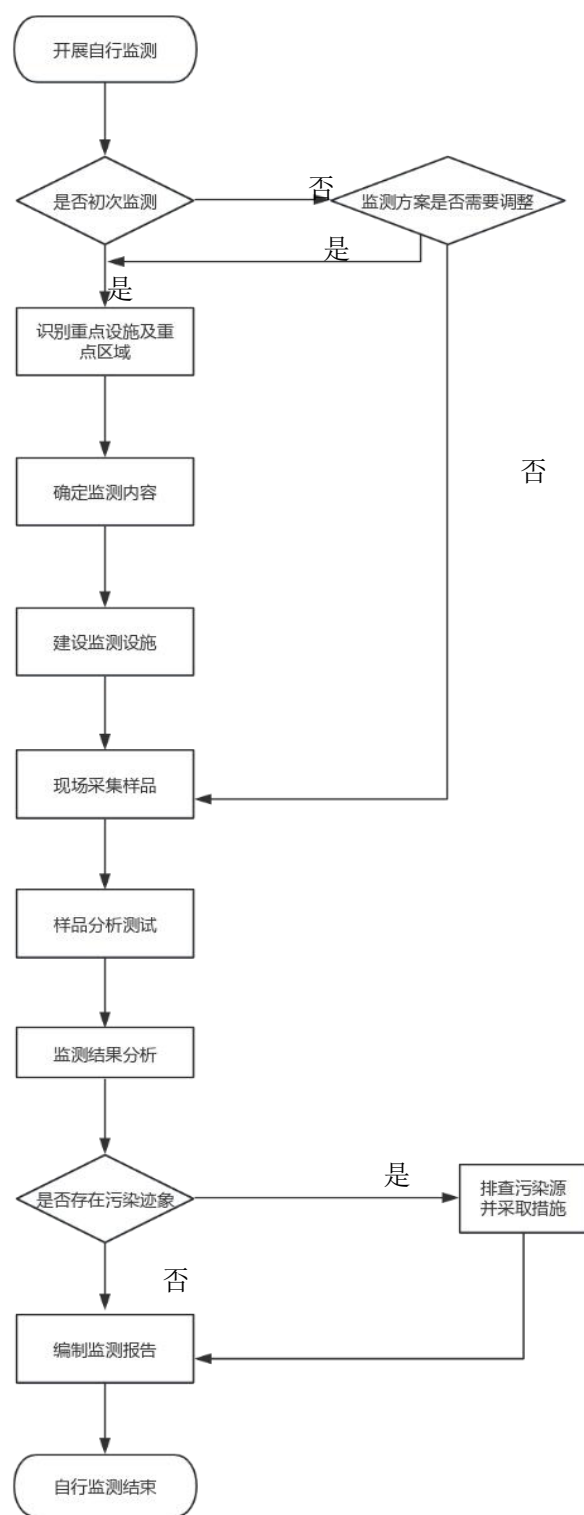 开展自行监测
是否初次监测
否
监测方案是否需要调整
是
是
识别重点设施及重
点区域
确定监测内容
否
建设监测设施
现场采集样品
样品分析测试
监测结果分析
是否存在污染迹象
是
排查污染源
并采取措施
否
编制监测报告
自行监测结束